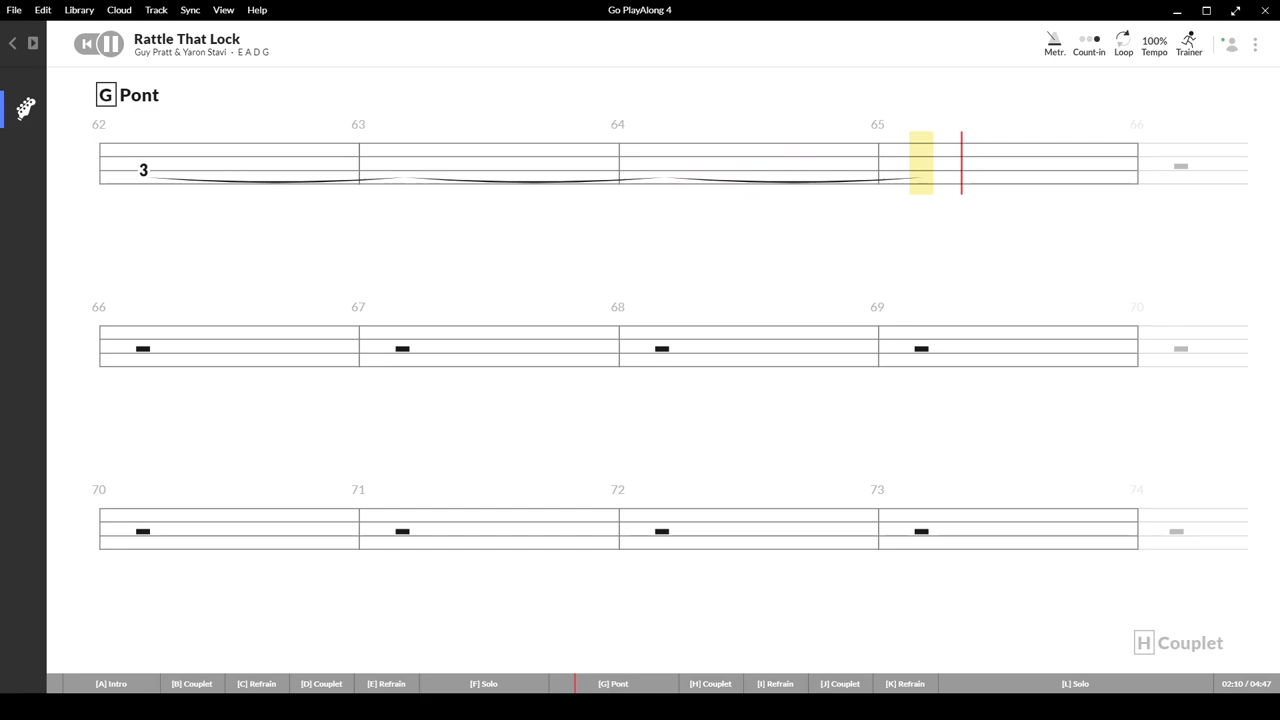 File Edit Library Cloud Track Sync View Help
Go PlayAlong 4
Rattle That Lock
Guy Pratt & Yaron Stavi · E A D G
100%
Metr. Count-in Loop Tempo Trainer
G Pont
62 63 64 65 66
3
66 67 68 69 70
70 71 72 73 74
H Couplet
[A] Intro [B] Couplet [C] Refrain [D] Couplet [E] Refrain [F] Solo [G] Pont [H] Couplet [I] Refrain [J] Couplet [K] Refrain [L] Solo 02:10 / 04:47